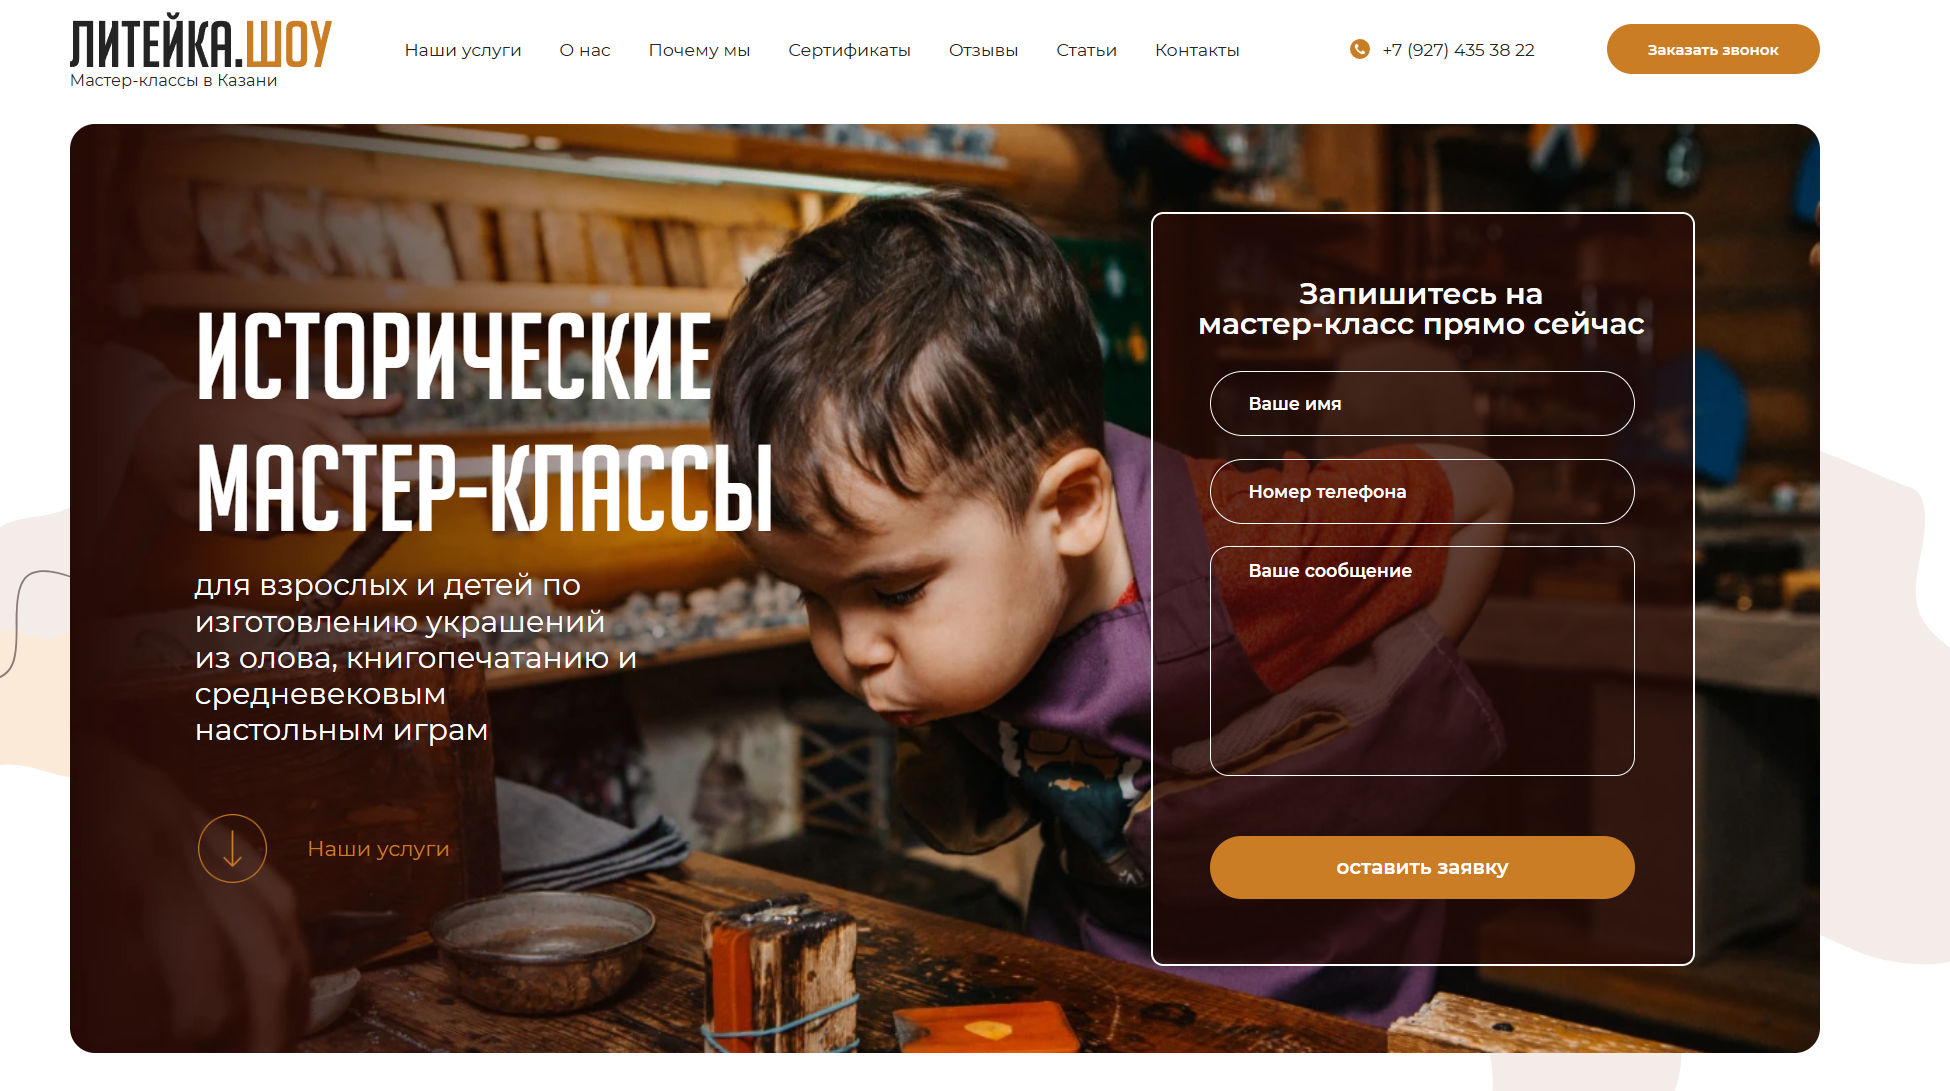 ЛИТЕЙКА.ШОУ
Мастер-классы в Казани
Наши услуги
О нас
Почему мы
Сертификаты
Отзывы
Статьи
Контакты
+7 (927) 435 38 22
Заказать звонок
ИСТОРИЧЕСКИЕ
МАСТЕР-КЛАССЫ
для взрослых и детей по
изготовлению украшений
из олова, книгопечатанию и
средневековым
настольным играм
Наши услуги
Запишитесь на
мастер-класс прямо сейчас
Ваше имя
Номер телефона
Ваше сообщение
оставить заявку